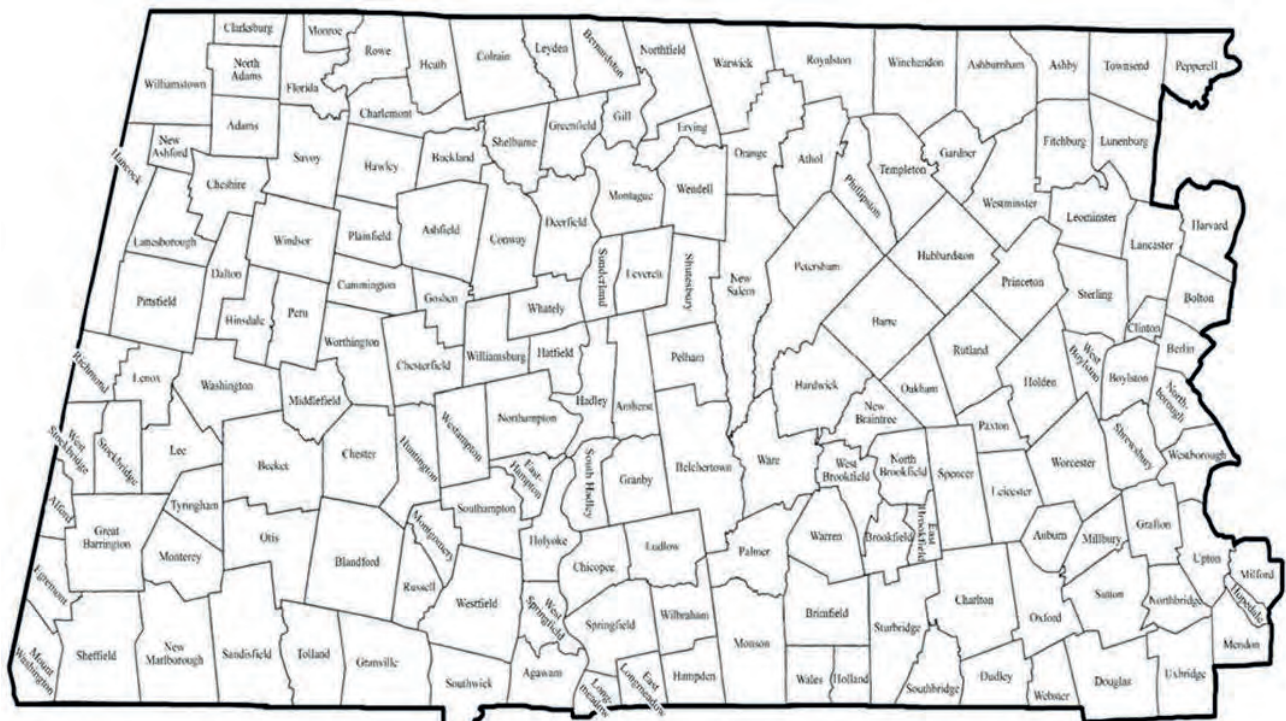 Clarksburg
Monroe
Rowe
Heath
Colrain
Leyden
Bernardston
Northfield
Warwick
Royalston
Winchendon
Ashburnham
Ashby
Townsend
Pepperell
Williamstown
North
Adams
Florida
Charlemont
Adams
Savoy
Hawley
Buckland
Shelburne
Greenfield
Gill
Erving
Orange
Athol
Phillipston
Templeton
Gardner
Westminster
Fitchburg
Lunenburg
New
Ashford
Hancock
Cheshire
Lanesborough
Windsor
Plainfield
Ashfield
Conway
Deerfield
Montague
Wendell
Leominster
Lancaster
Harvard
Pittsfield
Dalton
Hinsdale
Peru
Cummington
Goshen
Whately
Sunderland
Leverett
Shutesbury
New
Salem
Petersham
Hubbardston
Princeton
Sterling
Clinton
Bolton
Berlin
Richmond
Lenox
Washington
Middlefield
Worthington
Chesterfield
Williamsburg
Hatfield
Hadley
Amherst
Pelham
Hardwick
Barre
Oakham
Rutland
Holden
West
Boylston
Boylston
North-
borough
West
Stockbridge
Stockbridge
Lee
Becket
Chester
Huntington
Westampton
Northampton
East-
Hampton
South Hadley
Granby
Belchertown
Ware
New
Braintree
West
Brookfield
North
Brookfield
Spencer
Paxton
Leicester
Worcester
Shrewsbury
Westborough
Alford
Great
Barrington
Tyringham
Monterey
Otis
Blandford
Montgomery
Russell
Southampton
Holyoke
Chicopee
Ludlow
Palmer
Warren
Brookfield
East
Brookfield
Auburn
Millbury
Grafton
Upton
Milford
Hopedale
Mendon
Egremont
Mount
Washington
Sheffield
New
Marlborough
Sandisfield
Tolland
Granville
Westfield
Southwick
West
Springfield
Agawam
Springfield
Long-
meadow
East
Longmeadow
Wilbraham
Hampden
Monson
Brimfield
Wales
Holland
Sturbridge
Southbridge
Charlton
Dudley
Oxford
Webster
Sutton
Northbridge
Douglas
Uxbridge